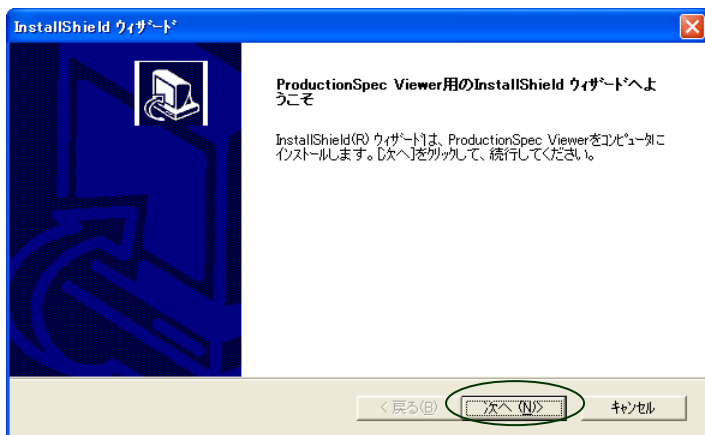 InstallShield ウィザード
ProductionSpec Viewer用のInstallShield ウィザードへよ
うこそ
InstallShield(R) ウィザードは、ProductionSpec Viewerをコンピュータに
インストールします。[次へ]をクリックして、続行してください。
< 戻る(B) 次へ (N)> キャンセル